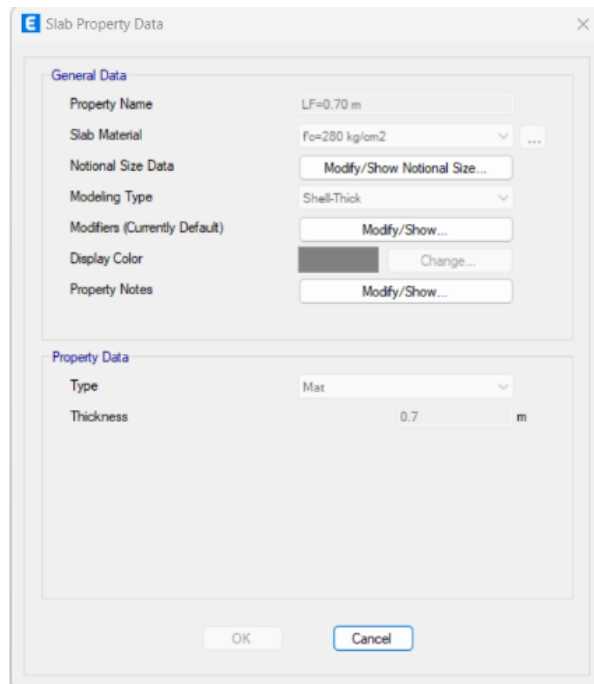 E Slab Property Data
General Data
Property Name LF=0.70 m
Slab Material f'c=280 kg/cm2 ...
Notional Size Data Modify/Show Notional Size...
Modeling Type Shell-Thick
Modifiers (Currently Default) Modify/Show...
Display Color Change...
Property Notes Modify/Show...
Property Data
Type Mat
Thickness 0.7 m
OK Cancel